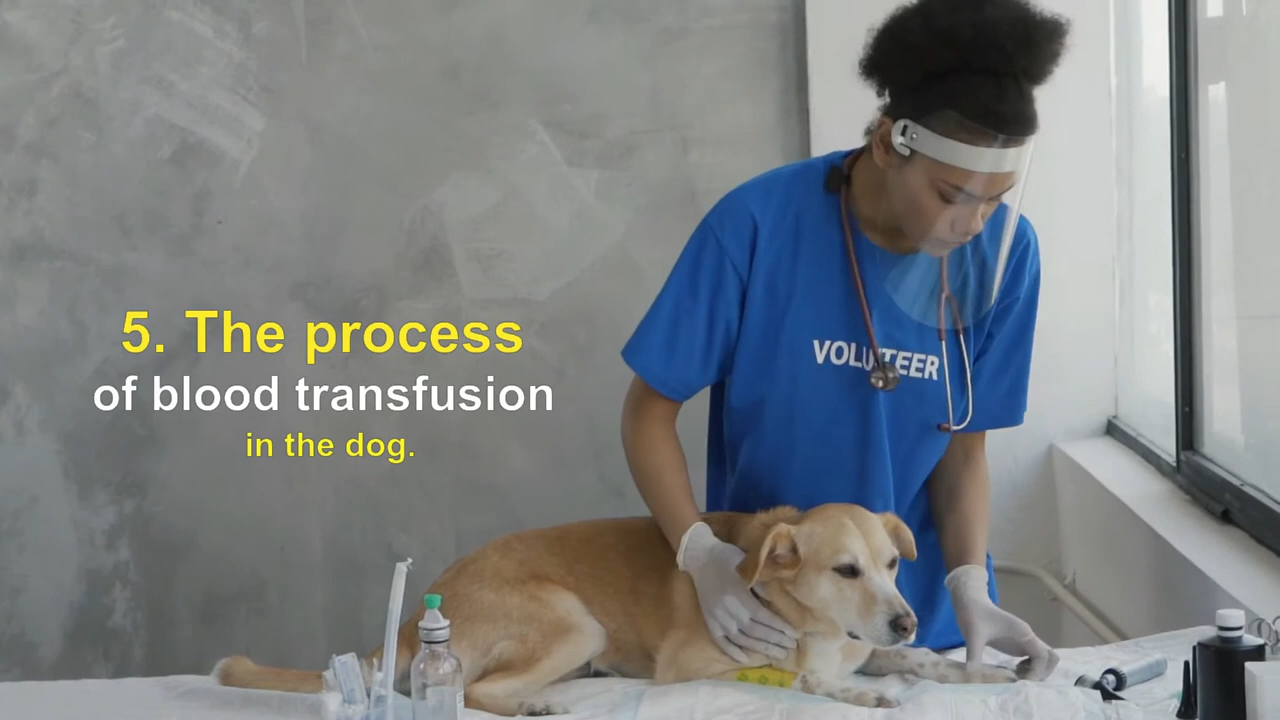 5. The process
of blood transfusion
in the dog.
VOLUNTEER